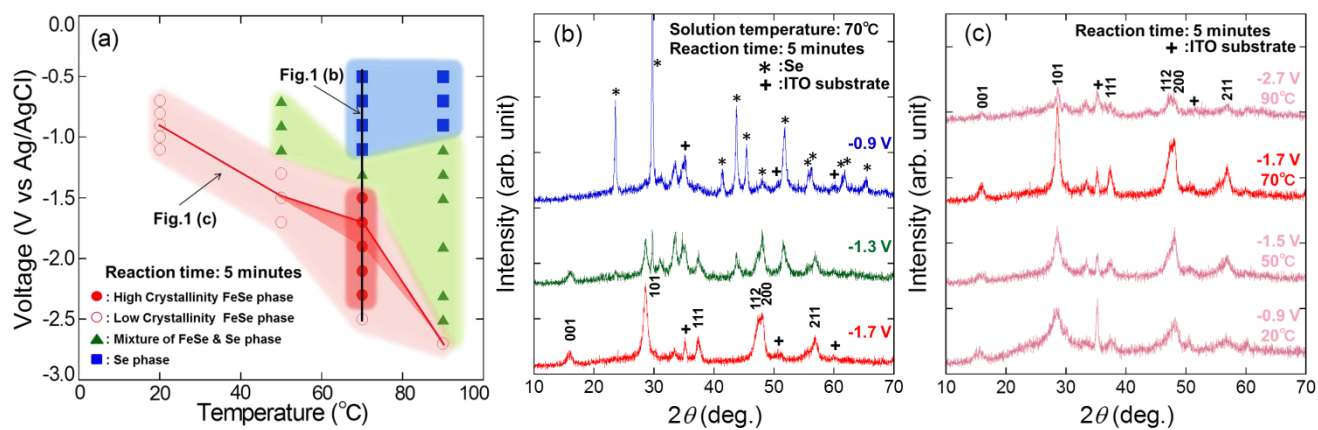 (a)
0.0
-0.5
-1.0
-1.5
-2.0
-2.5
-3.0
Voltage (V vs Ag/AgCl)
Fig.1 (b)
Fig.1 (c)
Reaction time: 5 minutes
: High Crystallinity FeSe phase
: Low Crystallinity FeSe phase
: Mixture of FeSe & Se phase
: Se phase
0 20 40 60 80 100
Temperature (℃)
(b)
Solution temperature: 70℃
Reaction time: 5 minutes
* :Se
+ :ITO substrate
Intensity (arb. unit)
-0.9 V
-1.3 V
-1.7 V
001
101
111
112
200
211
10 20 30 40 50 60 70
2θ (deg.)
(c)
Reaction time: 5 minutes
+ :ITO substrate
Intensity (arb. unit)
001
101
111
112
200
211
-2.7 V
90℃
-1.7 V
70℃
-1.5 V
50℃
-0.9 V
20℃
10 20 30 40 50 60 70
2θ (deg.)